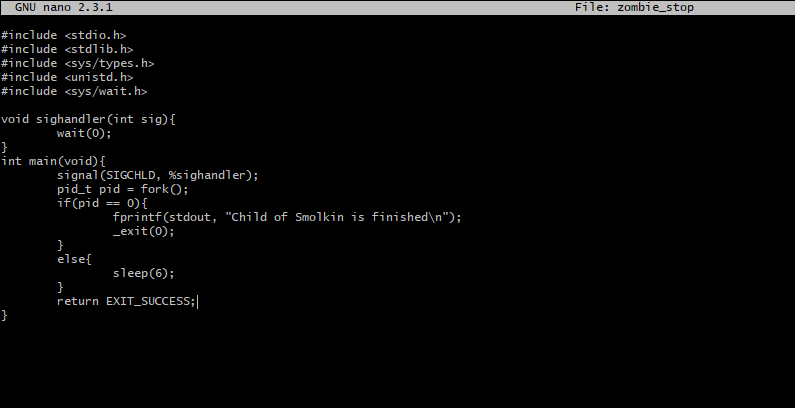 GNU nano 2.3.1 File: zombie_stop
#include <stdio.h>
#include <stdlib.h>
#include <sys/types.h>
#include <unistd.h>
#include <sys/wait.h>
void sighandler(int sig){
wait(0);
}
int main(void){
signal(SIGCHLD, %sighandler);
pid_t pid = fork();
if(pid == 0){
fprintf(stdout, "Child of Smolkin is finished\n");
_exit(0);
}
else{
sleep(6);
}
return EXIT_SUCCESS;
}